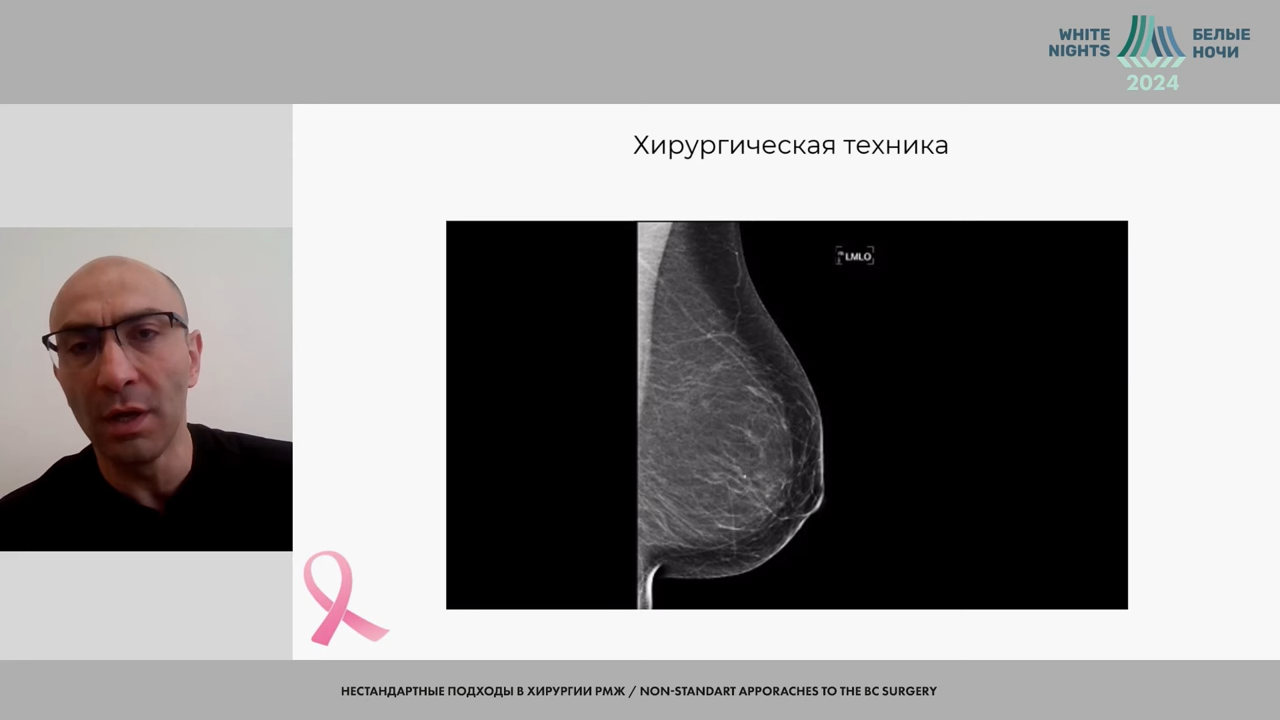 WHITE
NIGHTS
БЕЛЫЕ
НОЧИ
2024
Хирургическая техника
LMLO
НЕСТАНДАРТНЫЕ ПОДХОДЫ В ХИРУРГИИ РМЖ / NON-STANDART APPORACHES TO THE BC SURGERY